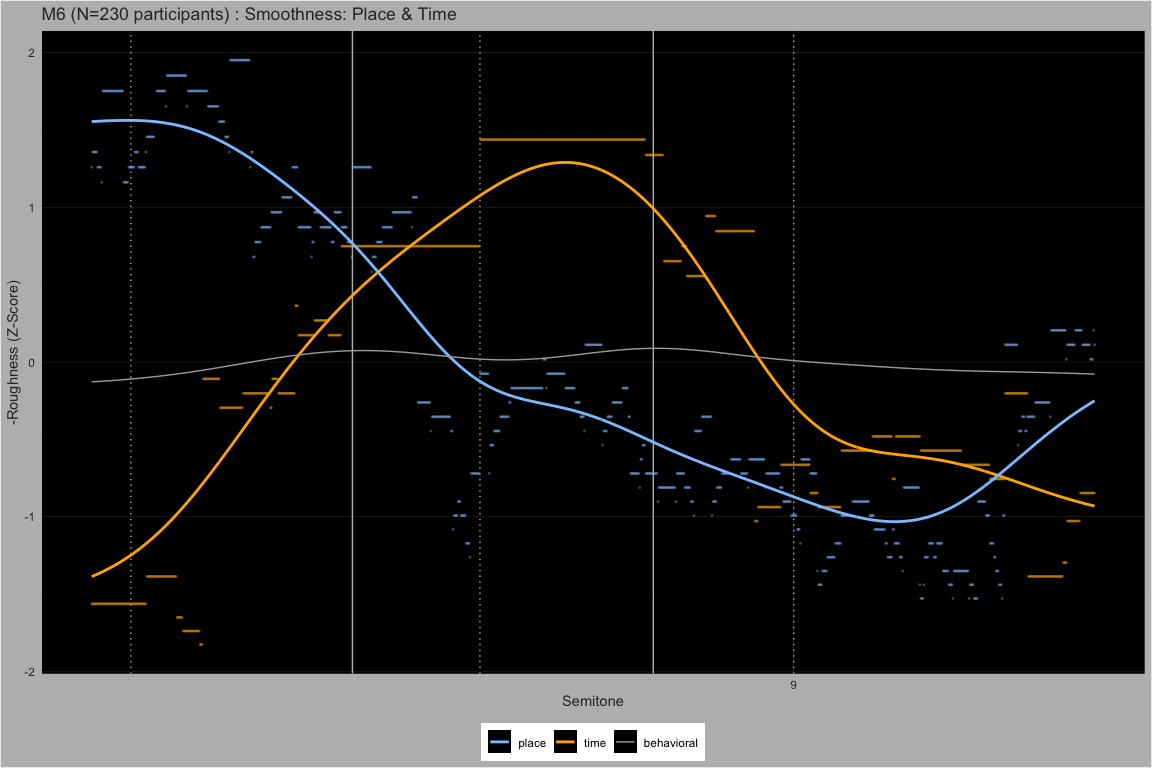 M6 (N=230 participants) : Smoothness: Place & Time
-Roughness (Z-Score)
2
1
0
-1
-2
9
Semitone
place time behavioral